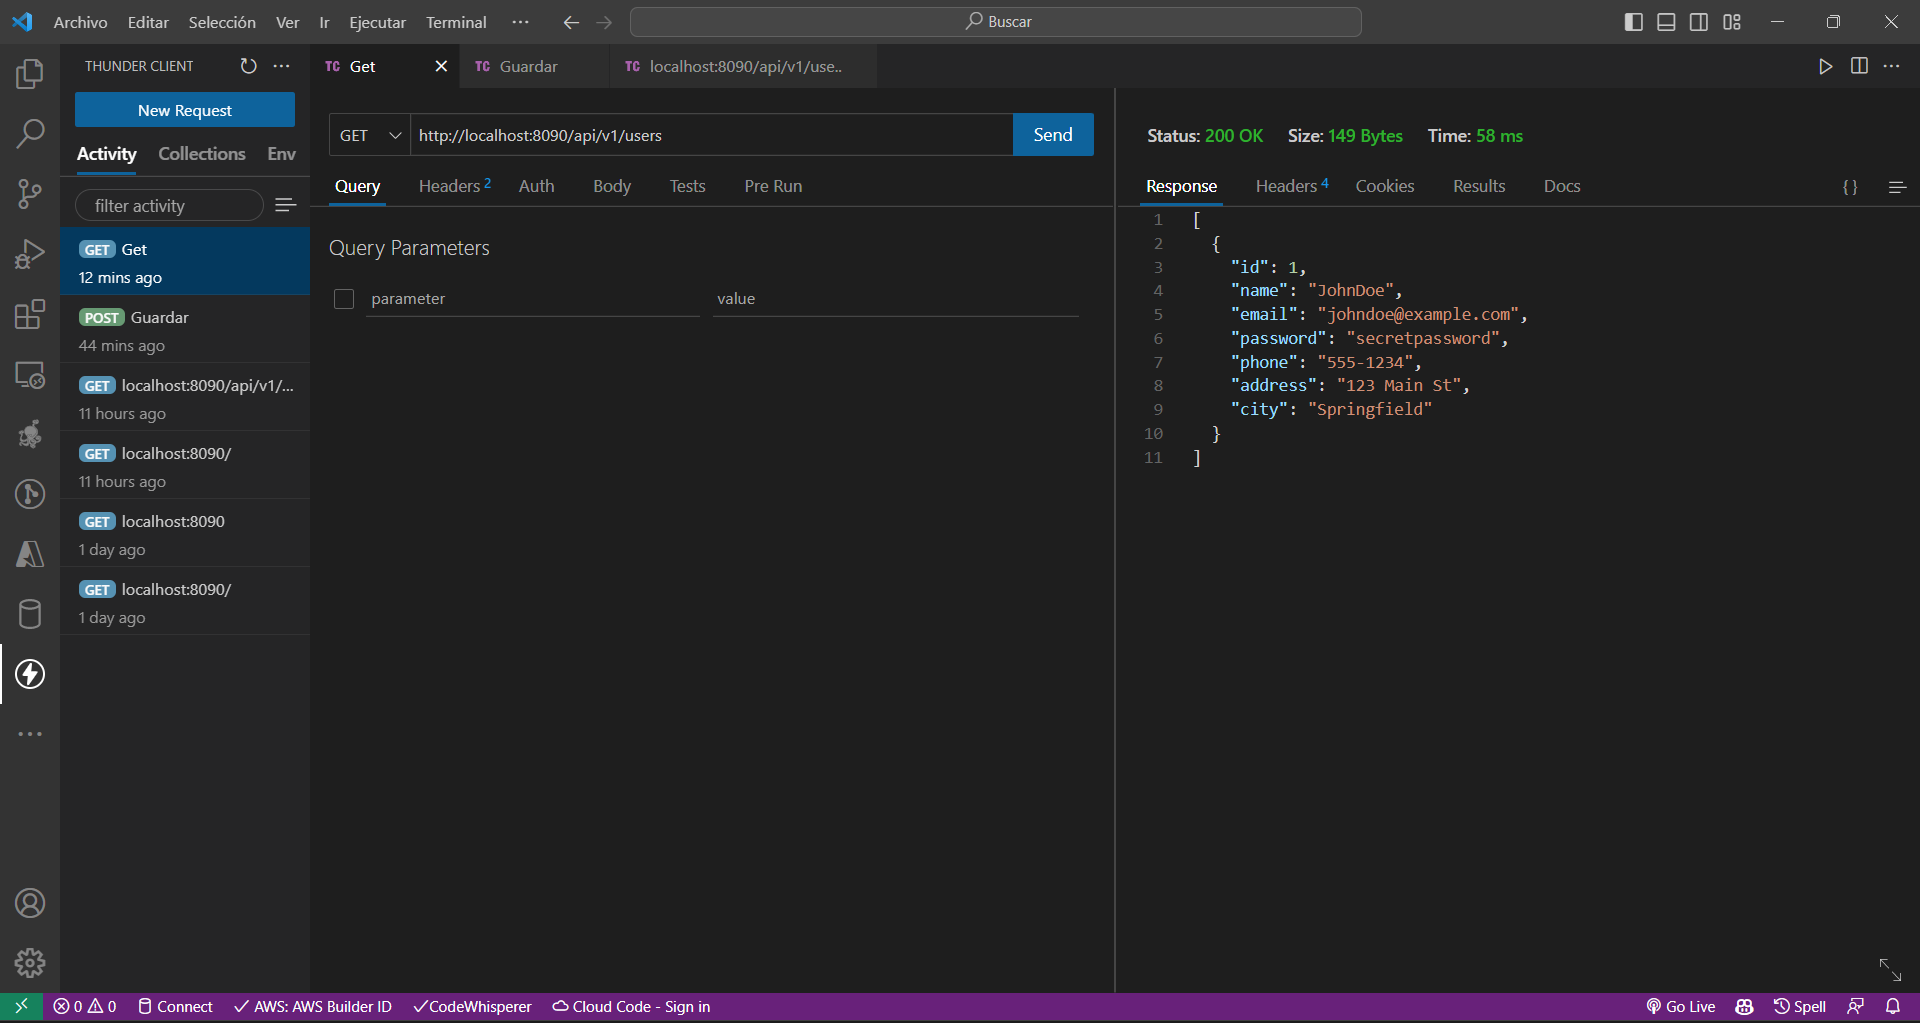 Archivo Editar Selección Ver Ir Ejecutar Terminal ··· Buscar
THUNDER CLIENT ···
New Request
Activity Collections Env
filter activity
GET Get
12 mins ago
POST Guardar
44 mins ago
GET localhost:8090/api/v1/...
11 hours ago
GET localhost:8090/
11 hours ago
GET localhost:8090
1 day ago
GET localhost:8090/
1 day ago
TC Get TC Guardar TC localhost:8090/api/v1/use..
GET http://localhost:8090/api/v1/users Send
Query Headers 2 Auth Body Tests Pre Run
Query Parameters
parameter value
Status: 200 OK Size: 149 Bytes Time: 58 ms
Response Headers 4 Cookies Results Docs { }
1 [
2 {
3 "id": 1,
4 "name": "JohnDoe",
5 "email": "johndoe@example.com",
6 "password": "secretpassword",
7 "phone": "555-1234",
8 "address": "123 Main St",
9 "city": "Springfield"
10 }
11 ]
0 0 Connect AWS: AWS Builder ID CodeWhisperer Cloud Code - Sign in Go Live Spell